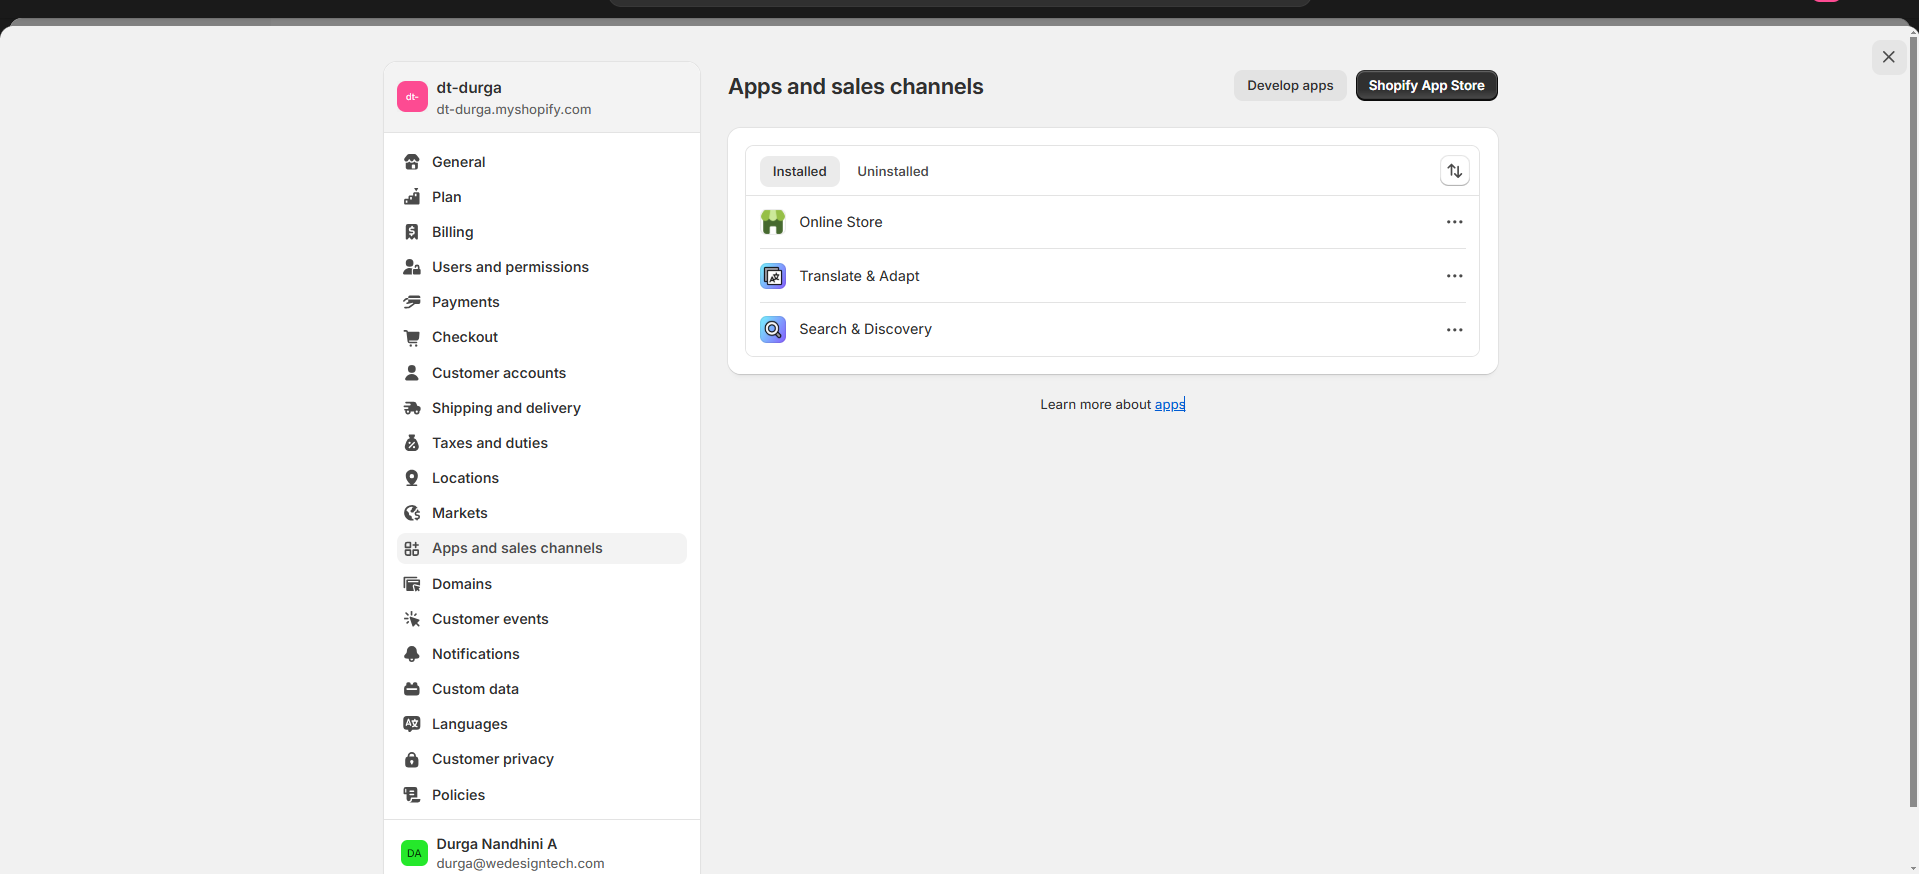 dt-
dt-durga
dt-durga.myshopify.com
General
Plan
Billing
Users and permissions
Payments
Checkout
Customer accounts
Shipping and delivery
Taxes and duties
Locations
Markets
Apps and sales channels
Domains
Customer events
Notifications
Custom data
Languages
Customer privacy
Policies
DA
Durga Nandhini A
durga@wedesigntech.com
Apps and sales channels
Develop apps
Shopify App Store
Installed
Uninstalled
Online Store
Translate & Adapt
Search & Discovery
Learn more about apps